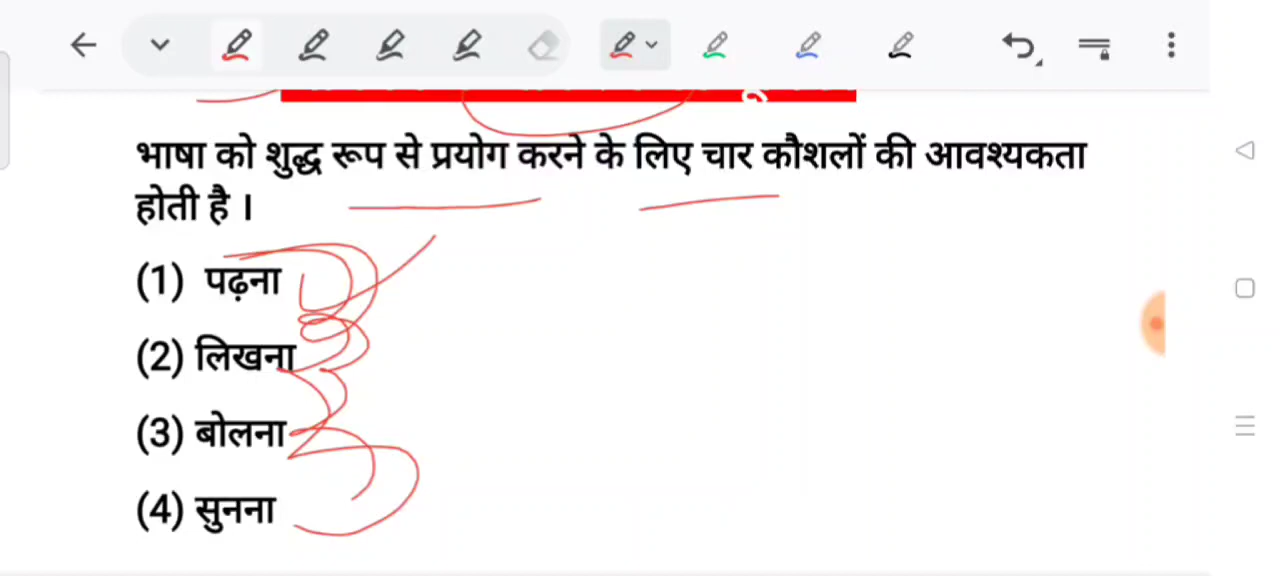 भाषा को शुद्ध रूप से प्रयोग करने के लिए चार कौशलों की आवश्यकता
होती है ।
(1) पढ़ना
(2) लिखना
(3) बोलना
(4) सुनना